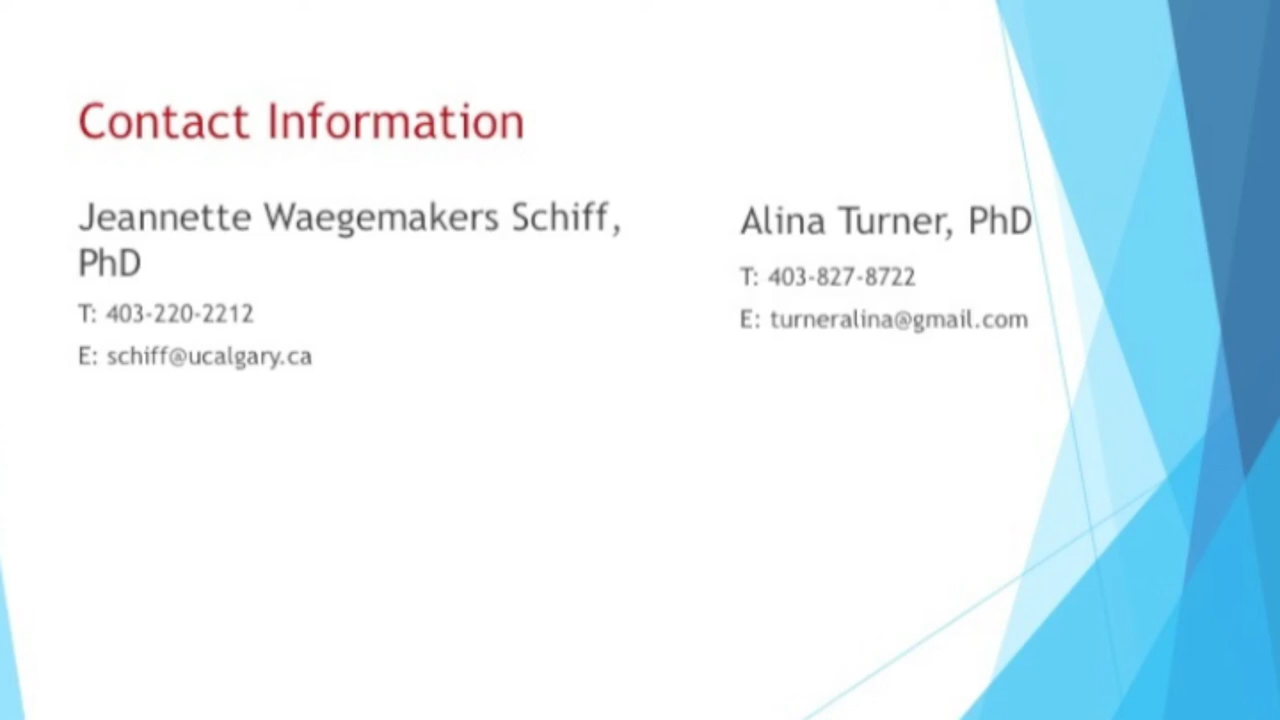 Contact Information
Jeannette Waegemakers Schiff,
PhD
T: 403-220-2212
E: schiff@ucalgary.ca
Alina Turner, PhD
T: 403-827-8722
E: turneralina@gmail.com